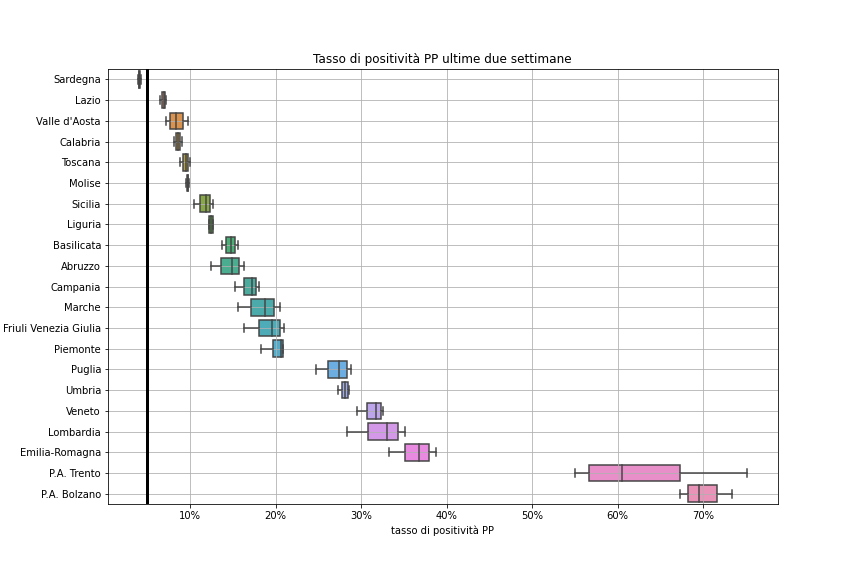 Tasso di positività PP ultime due settimane
Sardegna
Lazio
Valle d'Aosta
Calabria
Toscana
Molise
Sicilia
Liguria
Basilicata
Abruzzo
Campania
Marche
Friuli Venezia Giulia
Piemonte
Puglia
Umbria
Veneto
Lombardia
Emilia-Romagna
P.A. Trento
P.A. Bolzano
10% 20% 30% 40% 50% 60% 70%
tasso di positività PP